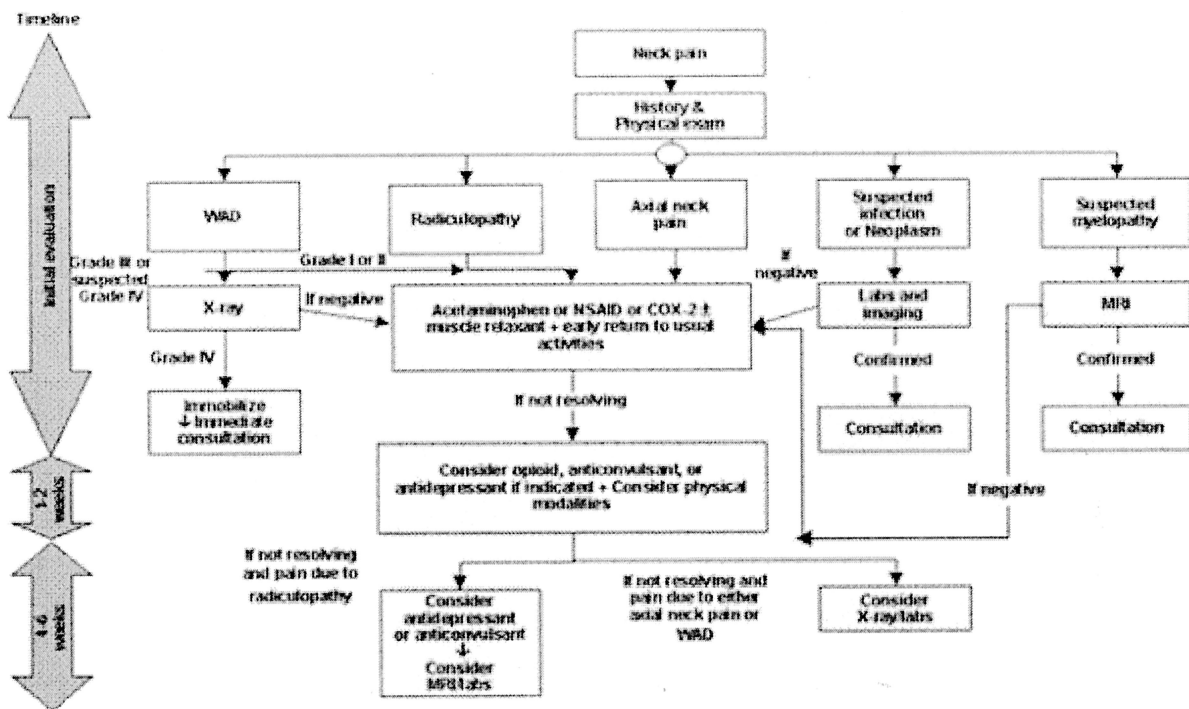 Timeline
Neck pain
History &
Physical exam
WAD
Radiculopathy
Axial neck
pain
Suspected
infection
or Neoplasm
Suspected
myelopathy
Initial evaluation
Grade III or
suspected
Grade IV
Grade I or II
If
negative
X-ray
If negative
Acetaminophen or NSAID or COX-2 ±
muscle relaxant + early return to usual
activities
Labs and
imaging
MRI
Grade IV
Confirmed
Confirmed
Immobilize
↓ Immediate
consultation
If not resolving
Consultation
Consultation
1-2
weeks
Consider opioid, anticonvulsant, or
antidepressant if indicated + Consider physical
modalities
If negative
4-6
weeks
If not resolving
and pain due to
radiculopathy
Consider
antidepressant
or anticonvulsant
↓
Consider
MRI/labs
If not resolving and
pain due to either
axial neck pain or
WAD
Consider
X-ray/labs